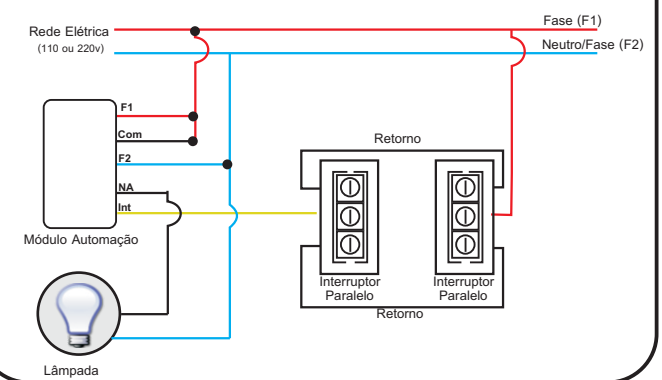 Fase (F1)
Rede Elétrica
(110 ou 220v)
Neutro/Fase (F2)
F1
Com
F2
NA
Int
Módulo Automação
Retorno
Interruptor
Paralelo
Interruptor
Paralelo
Retorno
Lâmpada